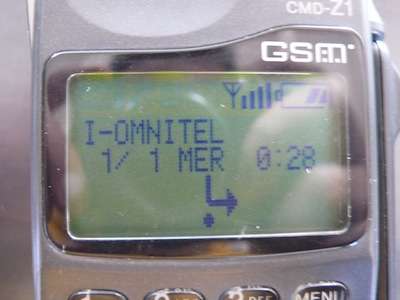 CMD-Z1
GSM
I-OMNITEL
1/ 1 MER 0:28
MENU